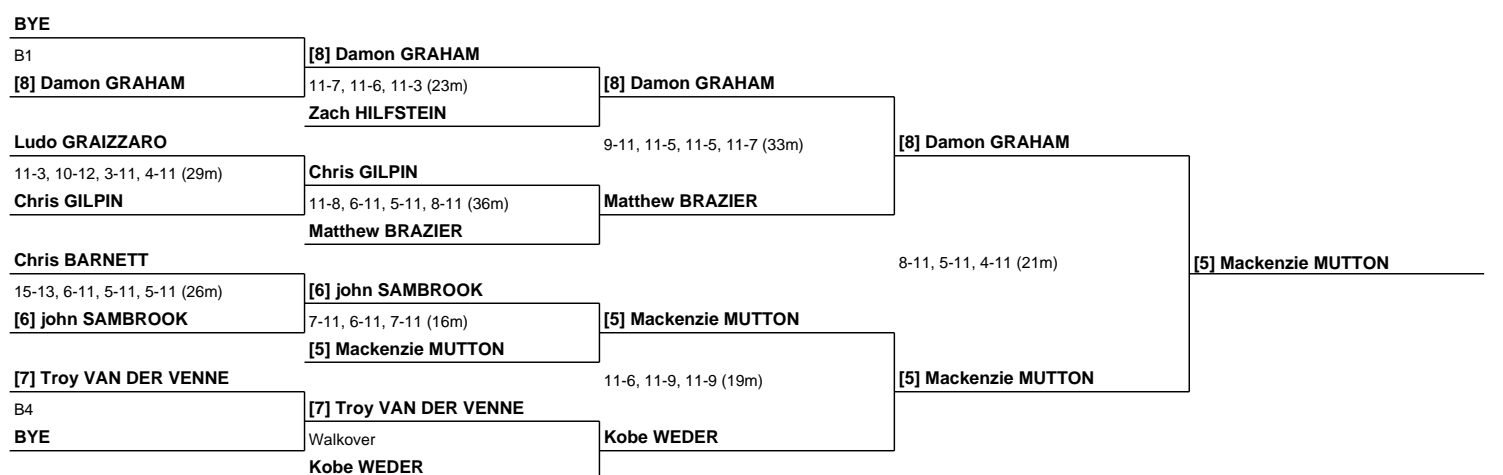 BYE
B1
[8] Damon GRAHAM
[8] Damon GRAHAM
11-7, 11-6, 11-3 (23m)
[8] Damon GRAHAM
Zach HILFSTEIN
Ludo GRAIZZARO
9-11, 11-5, 11-5, 11-7 (33m)
[8] Damon GRAHAM
11-3, 10-12, 3-11, 4-11 (29m)
Chris GILPIN
Chris GILPIN
11-8, 6-11, 5-11, 8-11 (36m)
Matthew BRAZIER
Matthew BRAZIER
Chris BARNETT
8-11, 5-11, 4-11 (21m)
[5] Mackenzie MUTTON
15-13, 6-11, 5-11, 5-11 (26m)
[6] john SAMBROOK
[6] john SAMBROOK
7-11, 6-11, 7-11 (16m)
[5] Mackenzie MUTTON
[5] Mackenzie MUTTON
[7] Troy VAN DER VENNE
11-6, 11-9, 11-9 (19m)
[5] Mackenzie MUTTON
B4
[7] Troy VAN DER VENNE
BYE
Walkover
Kobe WEDER
Kobe WEDER